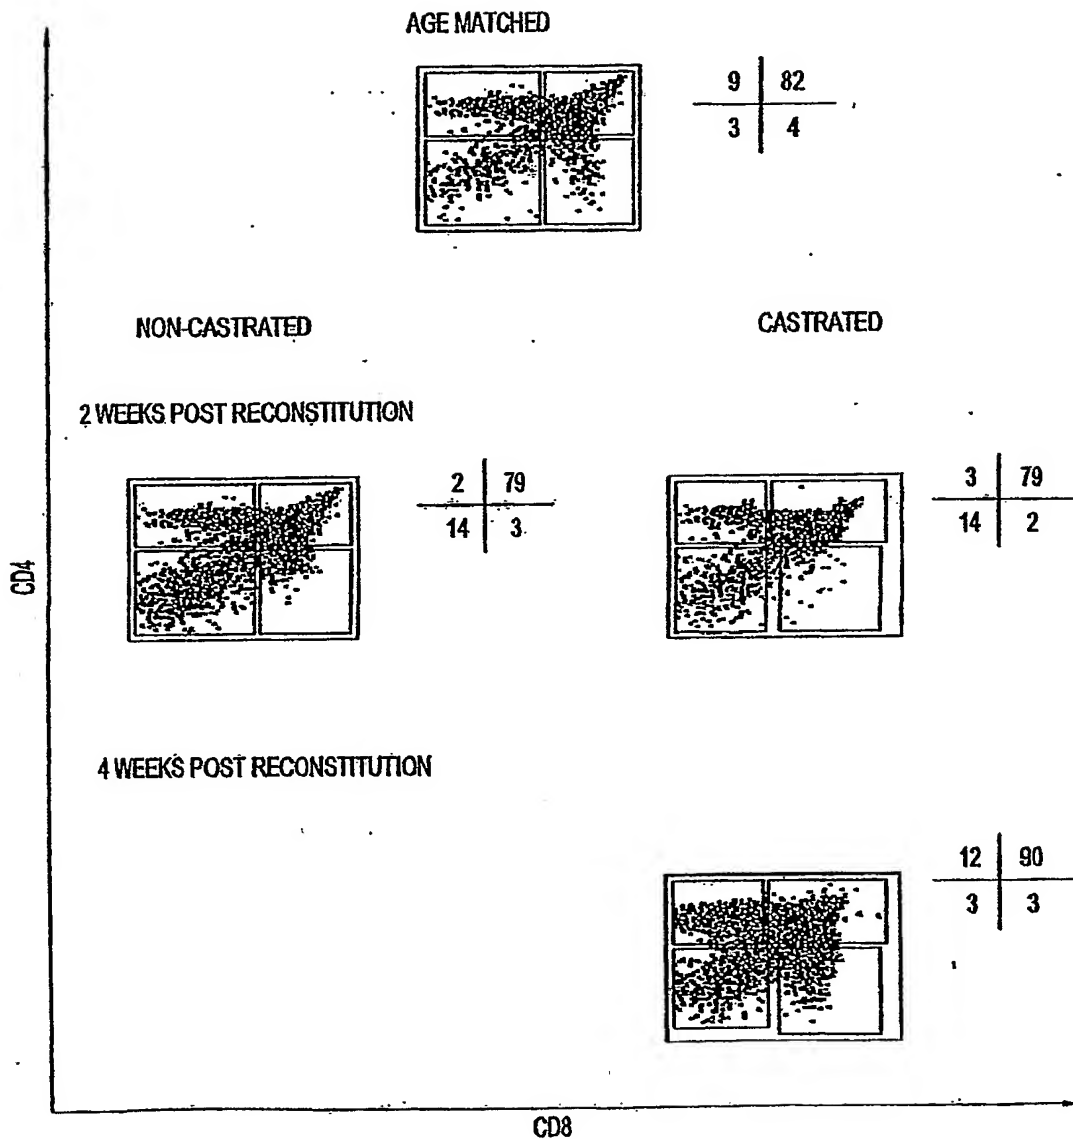 AGE MATCHED
9 82
3 4
NON-CASTRATED CASTRATED
2 WEEKS POST RECONSTITUTION
2 79
14 3
3 79
14 2
CD4
4 WEEKS POST RECONSTITUTION
12 90
3 3
CD8